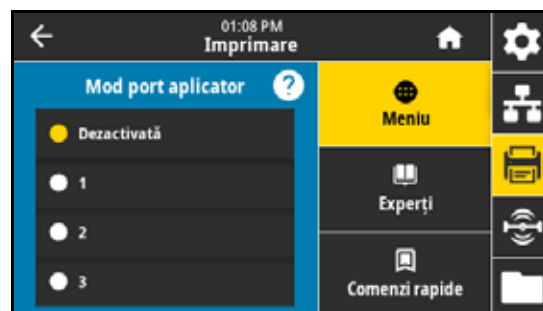 01:08 PM
Imprimare
Mod port aplicator ?
Dezactivată
1
2
3
Meniu
Experți
Comenzi rapide